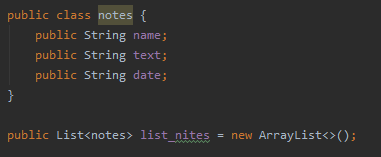 public class notes {
public String name;
public String text;
public String date;
}
public List<notes> list_nites = new ArrayList<>();